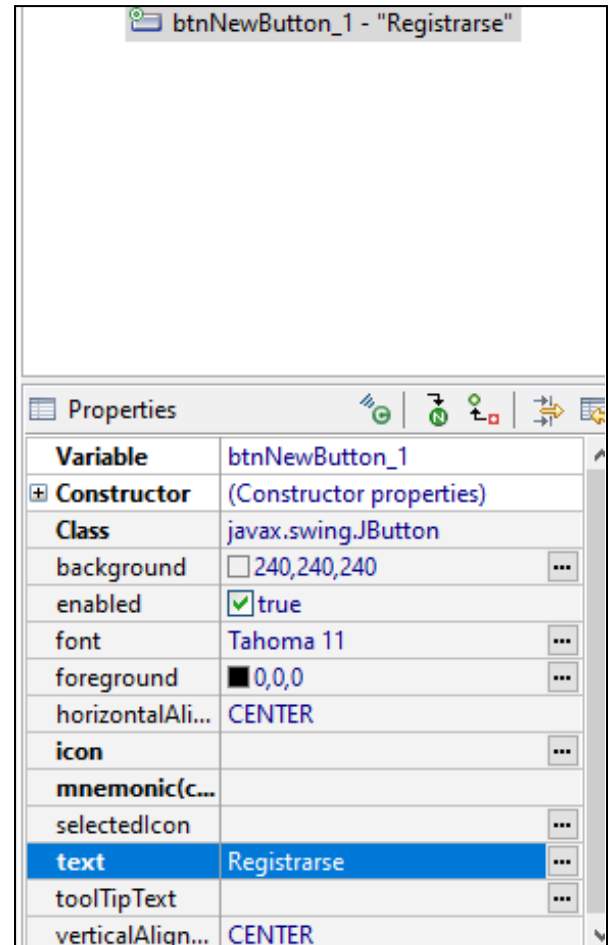 btnNewButton_1 - "Registrarse"
Properties
Variable btnNewButton_1
Constructor (Constructor properties)
Class javax.swing.JButton
background 240,240,240 ...
enabled true
font Tahoma 11 ...
foreground 0,0,0 ...
horizontalAli... CENTER
icon ...
mnemonic(c...
selectedIcon ...
text Registrarse ...
toolTipText ...
verticalAlign... CENTER